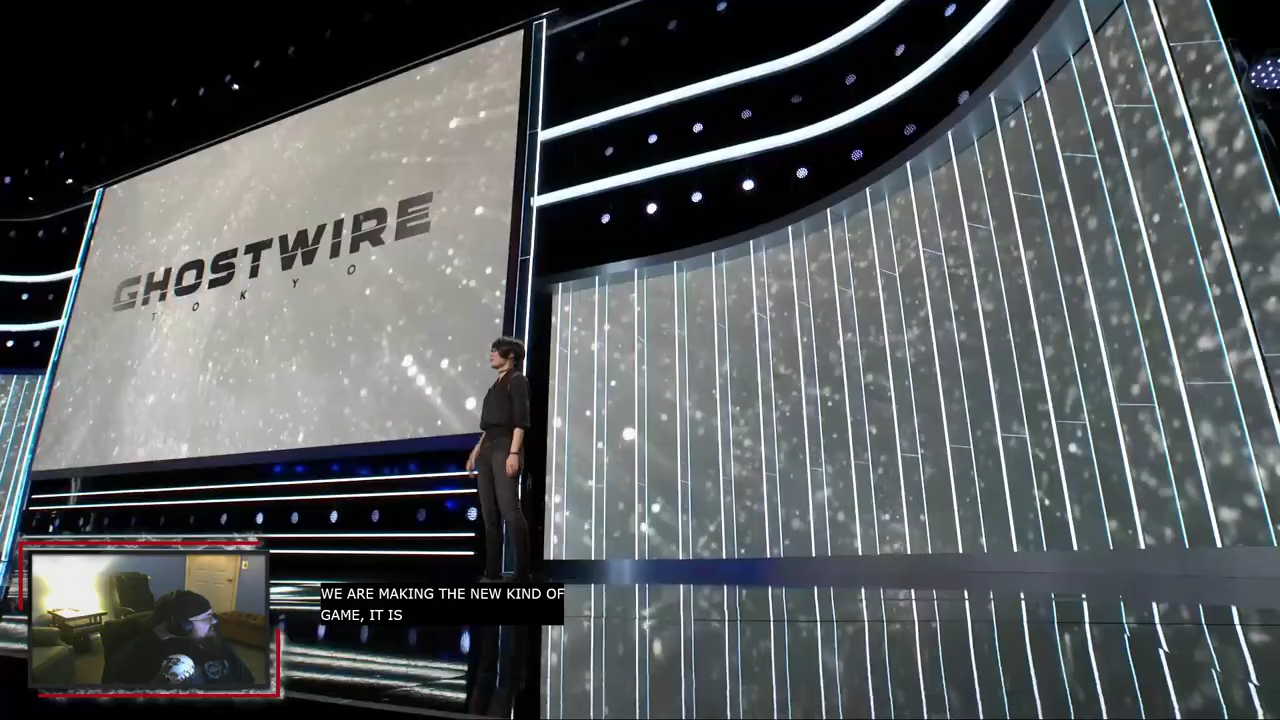 GHOSTWIRE
TOKYO
WE ARE MAKING THE NEW KIND OF
GAME, IT IS